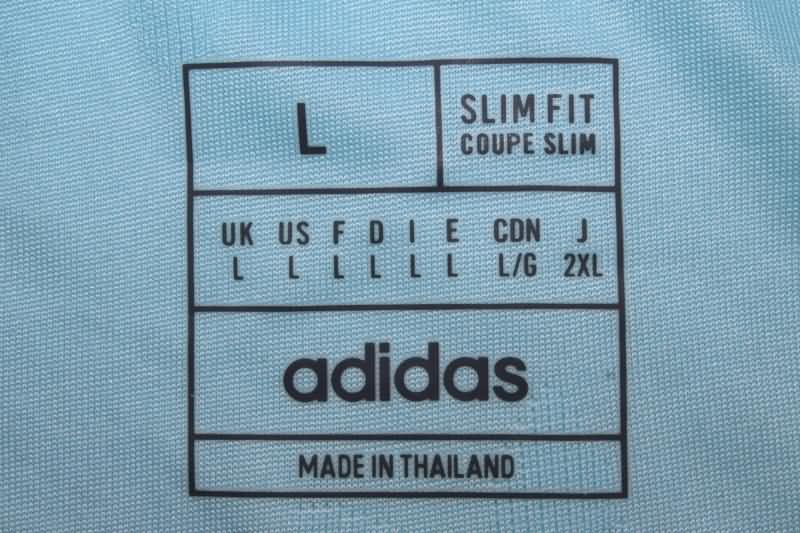 L
SLIM FIT
COUPE SLIM
UK US F D I E CDN J
L L L L L L L/G 2XL
adidas
MADE IN THAILAND